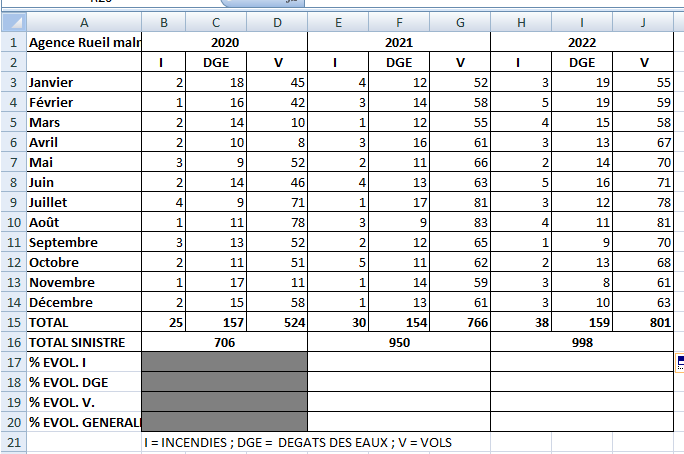 A B C D E F G H I J
1 Agence Rueil 2020 2021 2022
2 I DGE V I DGE V I DGE V
3 Janvier 2 18 45 4 12 52 3 19 55
4 Février 1 16 42 3 14 58 5 19 59
5 Mars 2 14 10 1 12 55 4 15 58
6 Avril 2 10 8 3 16 61 3 13 67
7 Mai 3 9 52 2 11 66 2 14 70
8 Juin 2 14 46 4 13 63 5 16 71
9 Juillet 4 9 71 1 17 81 3 12 78
10 Août 1 11 78 3 9 83 4 11 81
11 Septembre 3 13 52 2 12 65 1 9 70
12 Octobre 2 11 51 5 11 62 2 13 68
13 Novembre 1 17 11 1 14 59 3 8 61
14 Décembre 2 15 58 1 13 61 3 10 63
15 TOTAL 25 157 524 30 154 766 38 159 801
16 TOTAL SINISTRE 706 950 998
17 % EVOL. I
18 % EVOL. DGE
19 % EVOL. V.
20 % EVOL. GENERAL
21 I = INCENDIES ; DGE = DEGATS DES EAUX ; V = VOLS